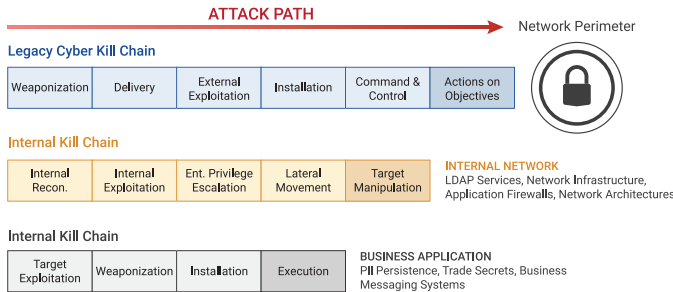 ATTACK PATH
Network Perimeter
Legacy Cyber Kill Chain
Weaponization
Delivery
External
Exploitation
Installation
Command &
Control
Actions on
Objectives
Internal Kill Chain
Internal
Recon.
Internal
Exploitation
Ent. Privilege
Escalation
Lateral
Movement
Target
Manipulation
INTERNAL NETWORK
LDAP Services, Network Infrastructure,
Application Firewalls, Network Architectures
Internal Kill Chain
Target
Exploitation
Weaponization
Installation
Execution
BUSINESS APPLICATION
PII Persistence, Trade Secrets, Business
Messaging Systems